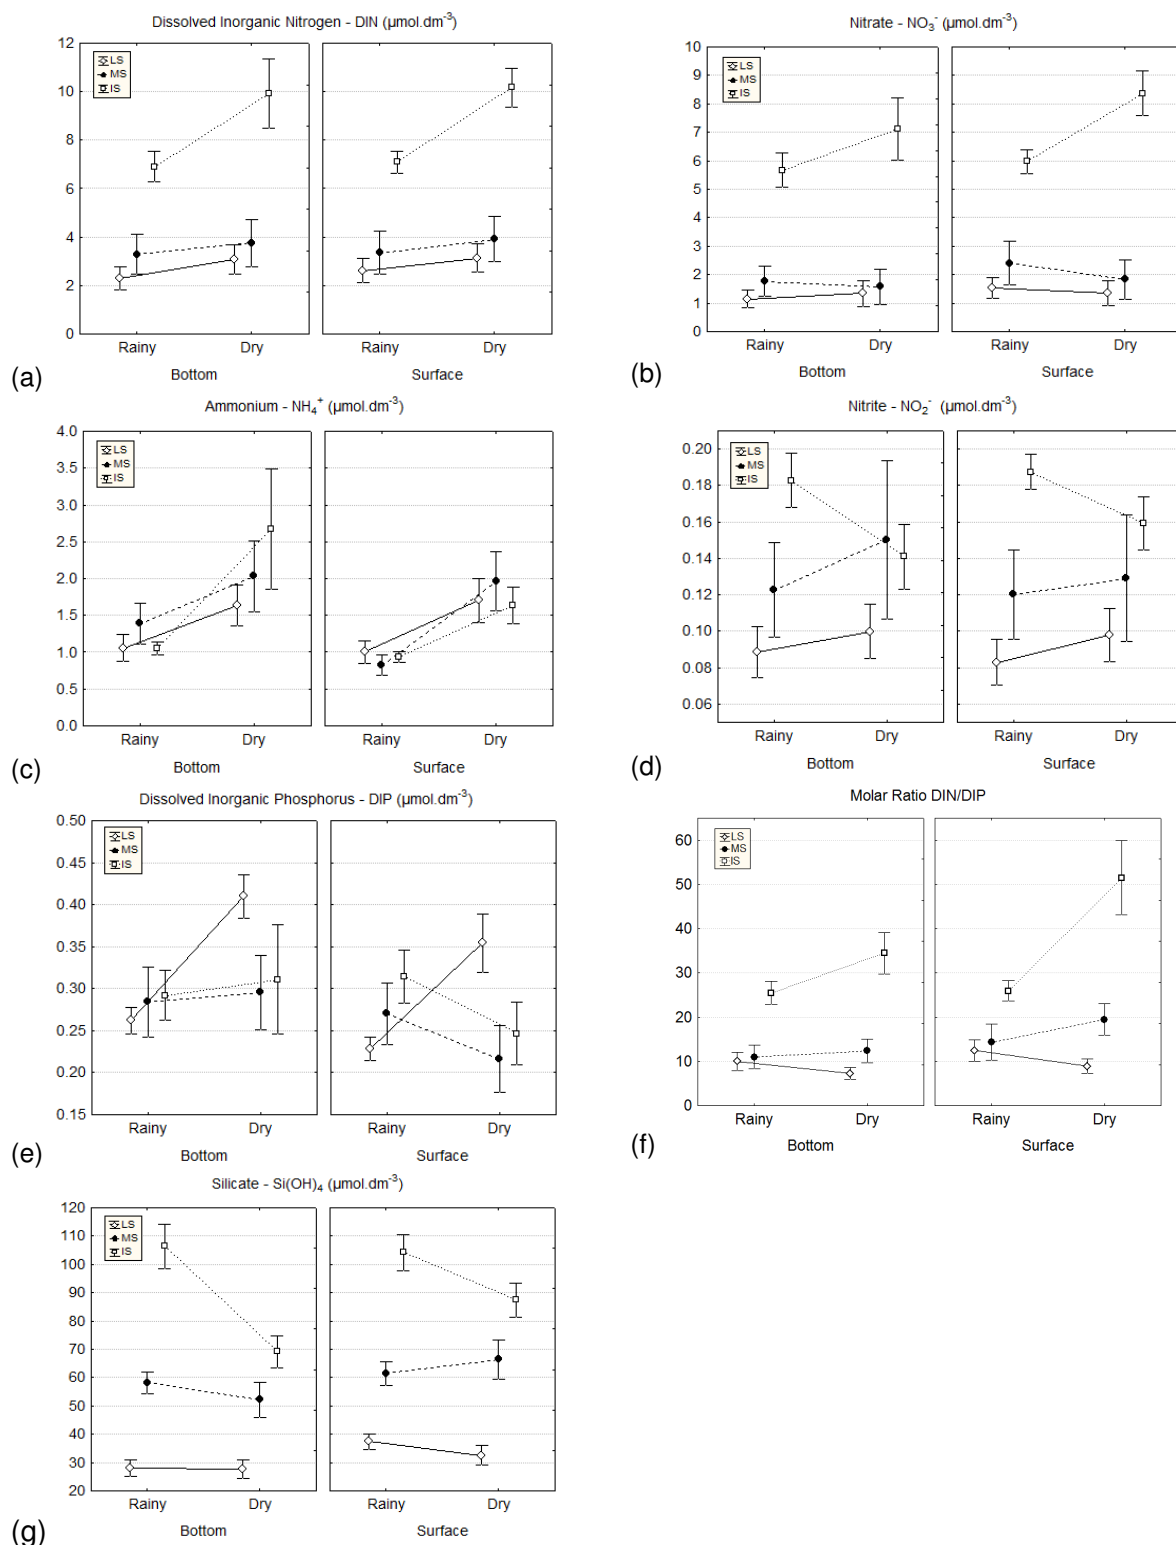 Dissolved Inorganic Nitrogen - DIN (µmol.dm-3)
12
10
8
6
4
2
0
LS
MS
IS
Rainy Dry Rainy Dry
Bottom Surface
(a)
Nitrate - NO3- (µmol.dm-3)
10
9
8
7
6
5
4
3
2
1
0
LS
MS
IS
Rainy Dry Rainy Dry
Bottom Surface
(b)
Ammonium - NH4+ (µmol.dm-3)
4.0
3.5
3.0
2.5
2.0
1.5
1.0
0.5
0.0
LS
MS
IS
Rainy Dry Rainy Dry
Bottom Surface
(c)
Nitrite - NO2- (µmol.dm-3)
0.20
0.18
0.16
0.14
0.12
0.10
0.08
0.06
LS
MS
IS
Rainy Dry Rainy Dry
Bottom Surface
(d)
Dissolved Inorganic Phosphorus - DIP (µmol.dm-3)
0.50
0.45
0.40
0.35
0.30
0.25
0.20
0.15
LS
MS
IS
Rainy Dry Rainy Dry
Bottom Surface
(e)
Molar Ratio DIN/DIP
60
50
40
30
20
10
0
LS
MS
IS
Rainy Dry Rainy Dry
Bottom Surface
(f)
Silicate - Si(OH)4 (µmol.dm-3)
120
110
100
90
80
70
60
50
40
30
20
LS
MS
IS
Rainy Dry Rainy Dry
Bottom Surface
(g)